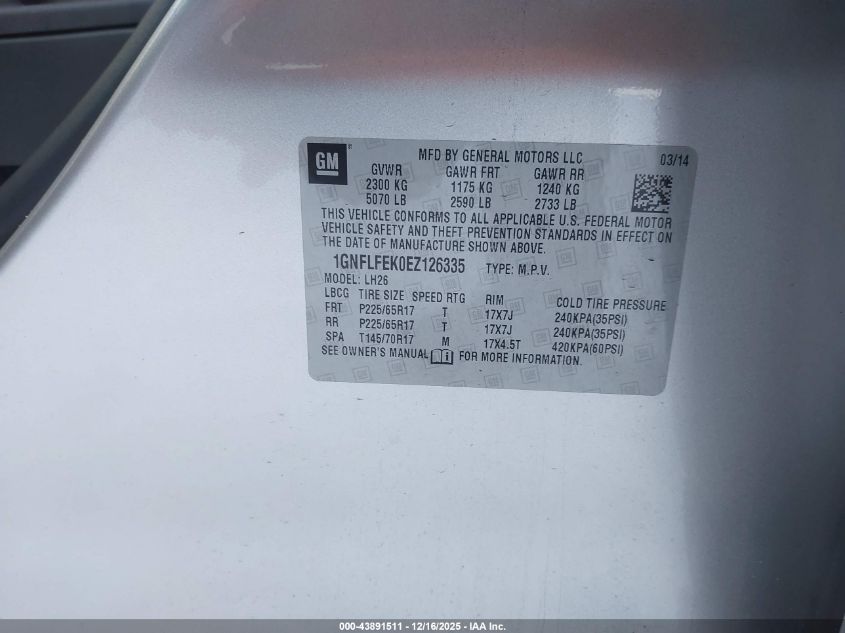 GM
MFD BY GENERAL MOTORS LLC 03/14
GVWR GAWR FRT GAWR RR
2300 KG 1175 KG 1240 KG
5070 LB 2590 LB 2733 LB
THIS VEHICLE CONFORMS TO ALL APPLICABLE U.S. FEDERAL MOTOR
VEHICLE SAFETY AND THEFT PREVENTION STANDARDS IN EFFECT ON
THE DATE OF MANUFACTURE SHOWN ABOVE.
1GNFLFEK0EZ126335 TYPE: M.P.V.
MODEL: LH26
LBCG TIRE SIZE SPEED RTG RIM COLD TIRE PRESSURE
FRT P225/65R17 T 17X7J 240KPA(35PSI)
RR P225/65R17 T 17X7J 240KPA(35PSI)
SPA T145/70R17 M 17X4.5T 420KPA(60PSI)
SEE OWNER'S MANUAL FOR MORE INFORMATION.
000-43891511 - 12/16/2025 - IAA Inc.